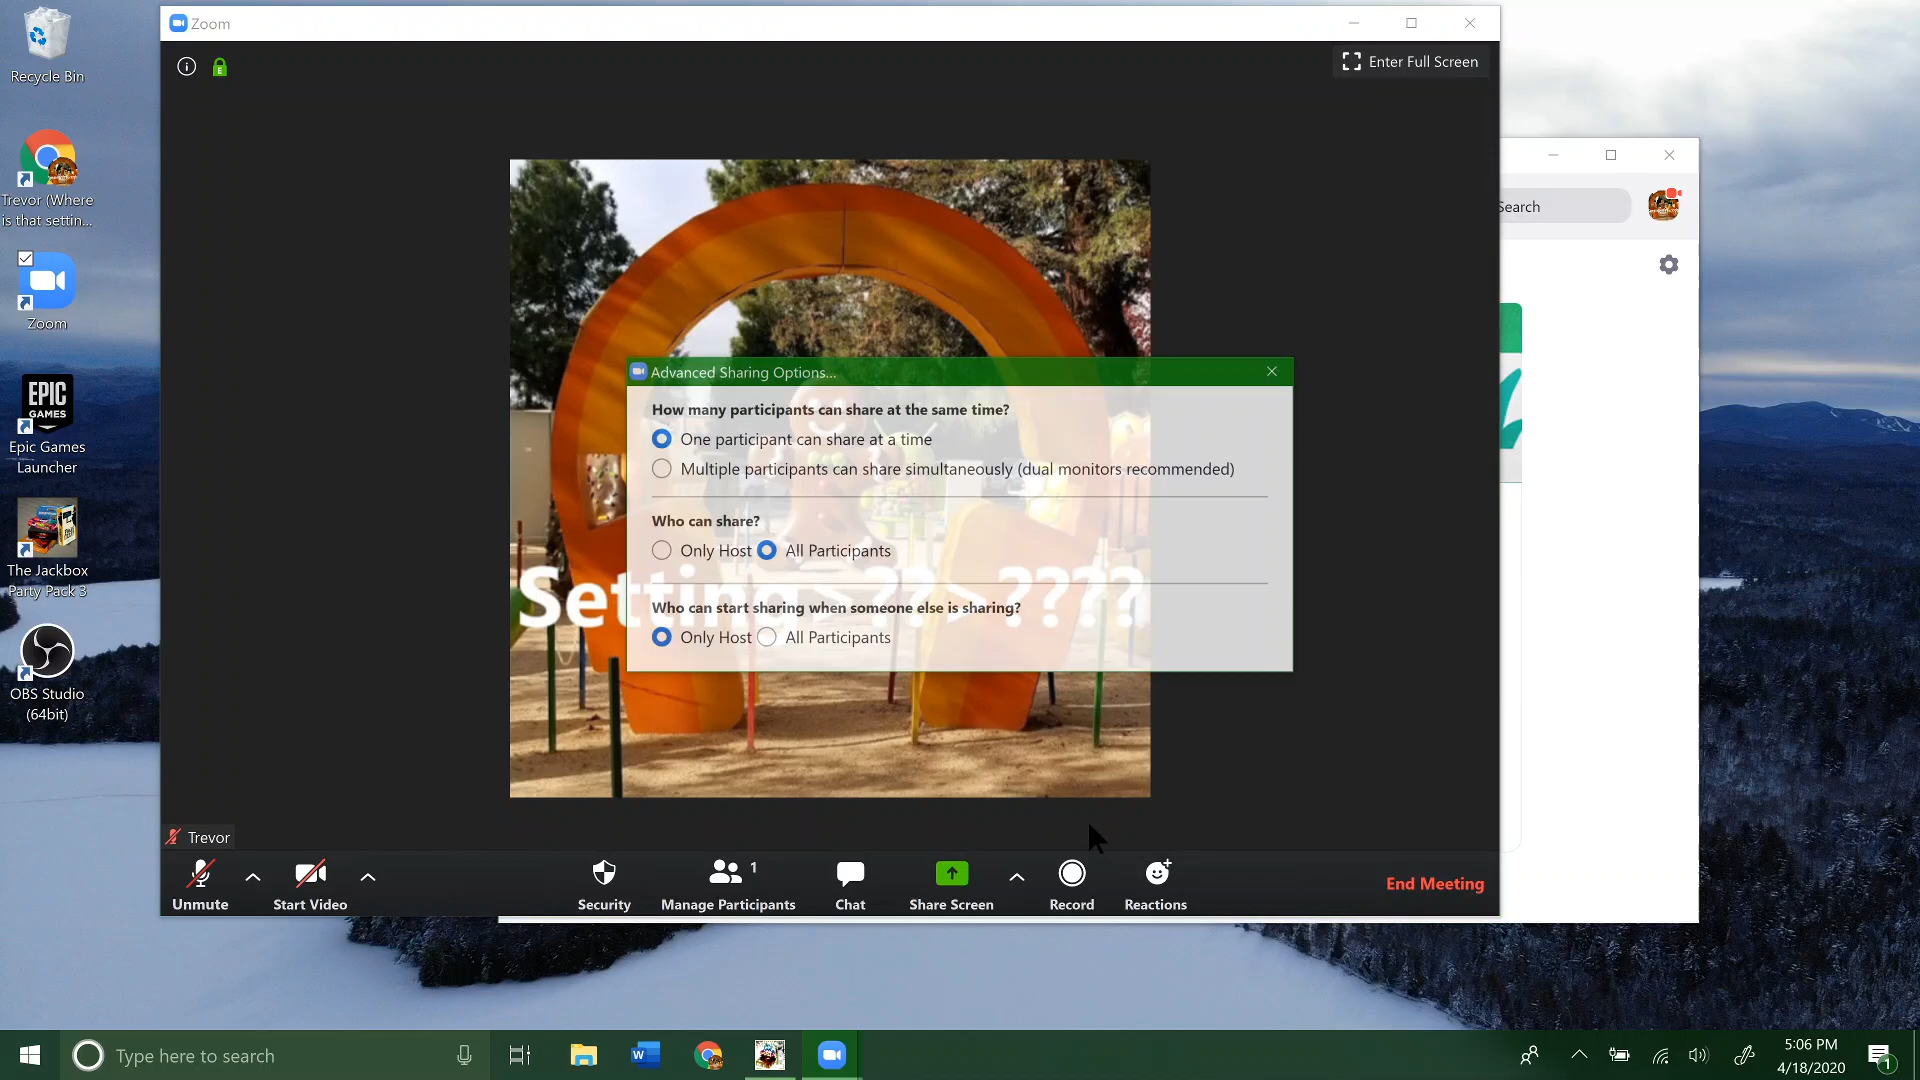 Recycle Bin
Trevor (Where
is that settin...
Zoom
EPIC
GAMES
Epic Games
Launcher
The Jackbox
Party Pack 3
OBS Studio
(64bit)
Zoom
Enter Full Screen
Search
Advanced Sharing Options...
How many participants can share at the same time?
One participant can share at a time
Multiple participants can share simultaneously (dual monitors recommended)
Who can share?
Only Host All Participants
Setting <??> ????
Who can start sharing when someone else is sharing?
Only Host All Participants
Trevor
1
Unmute Start Video Security Manage Participants Chat Share Screen Record Reactions
End Meeting
Type here to search
W
5:06 PM
4/18/2020
1